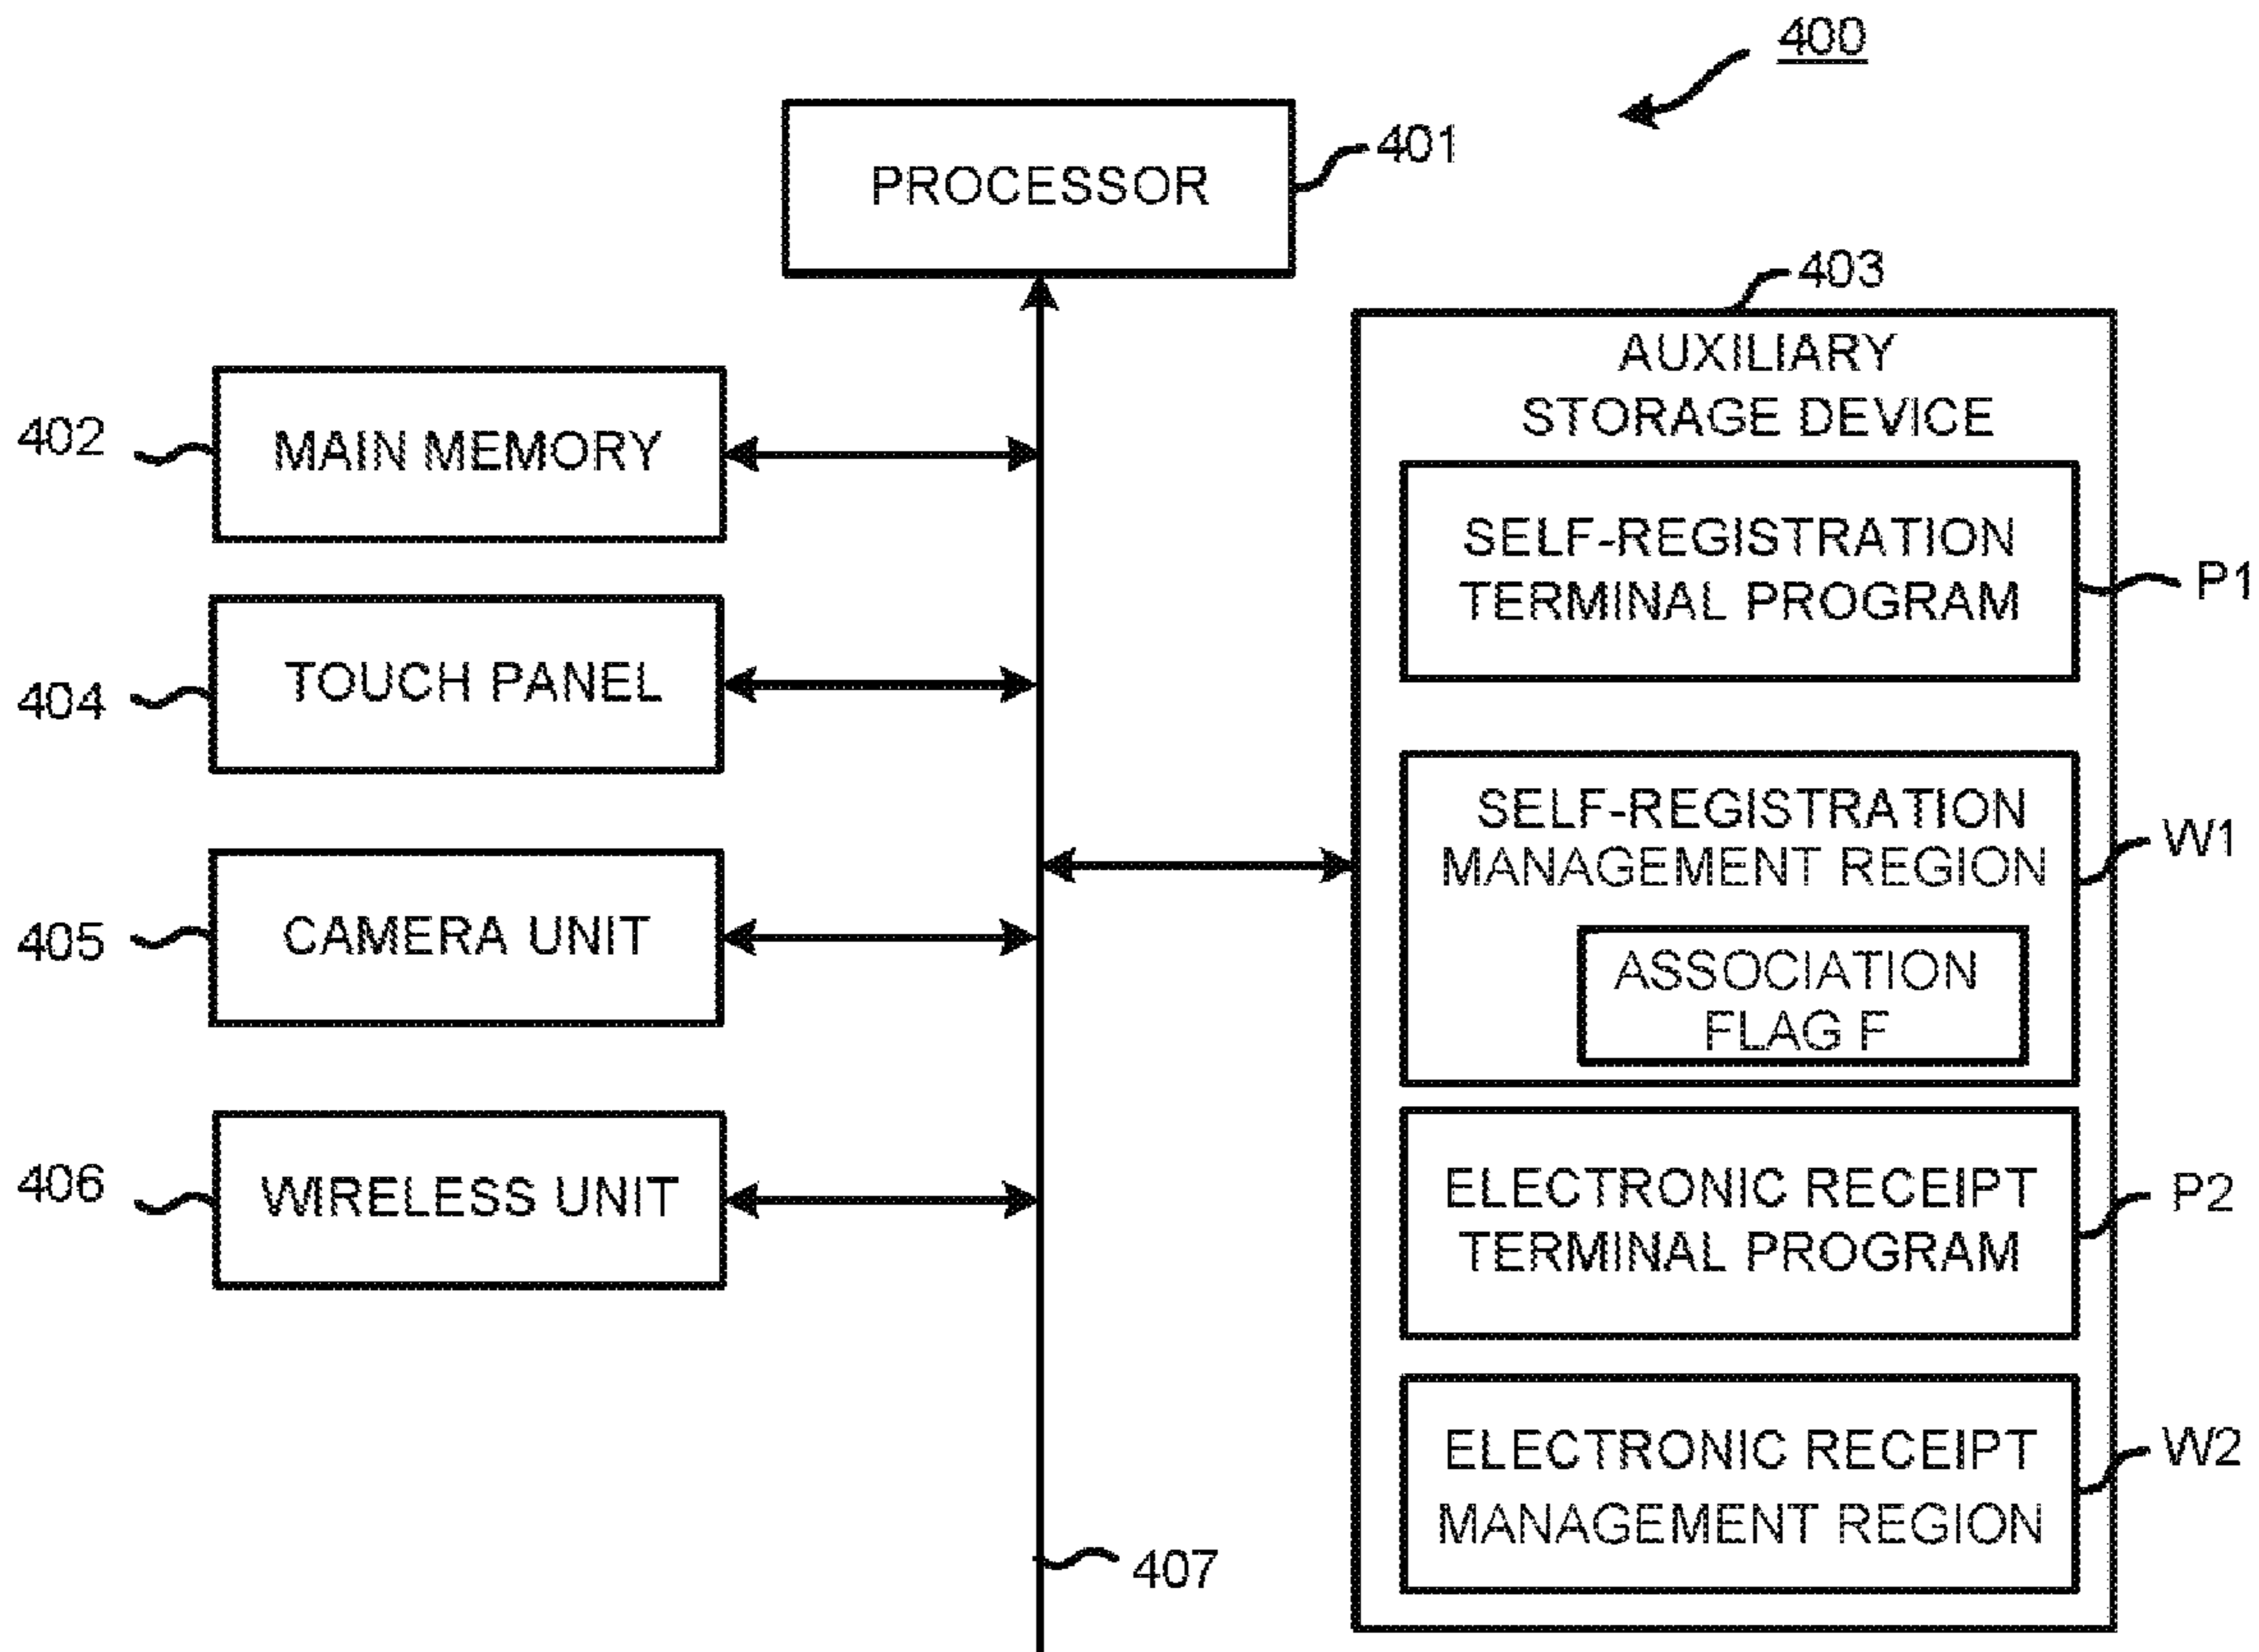 400
PROCESSOR
401
403
AUXILIARY
STORAGE DEVICE
402
MAIN MEMORY
SELF-REGISTRATION
TERMINAL PROGRAM
P1
404
TOUCH PANEL
SELF-REGISTRATION
MANAGEMENT REGION
W1
405
CAMERA UNIT
ASSOCIATION
FLAG F
406
WIRELESS UNIT
ELECTRONIC RECEIPT
TERMINAL PROGRAM
P2
ELECTRONIC RECEIPT
MANAGEMENT REGION
W2
407